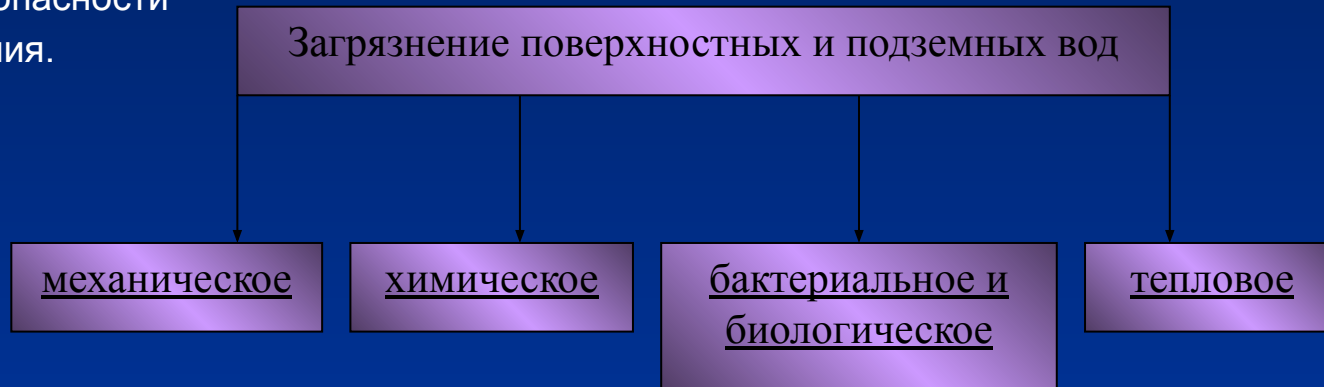 Загрязнение поверхностных и подземных вод
механическое
химическое
бактериальное и
биологическое
тепловое